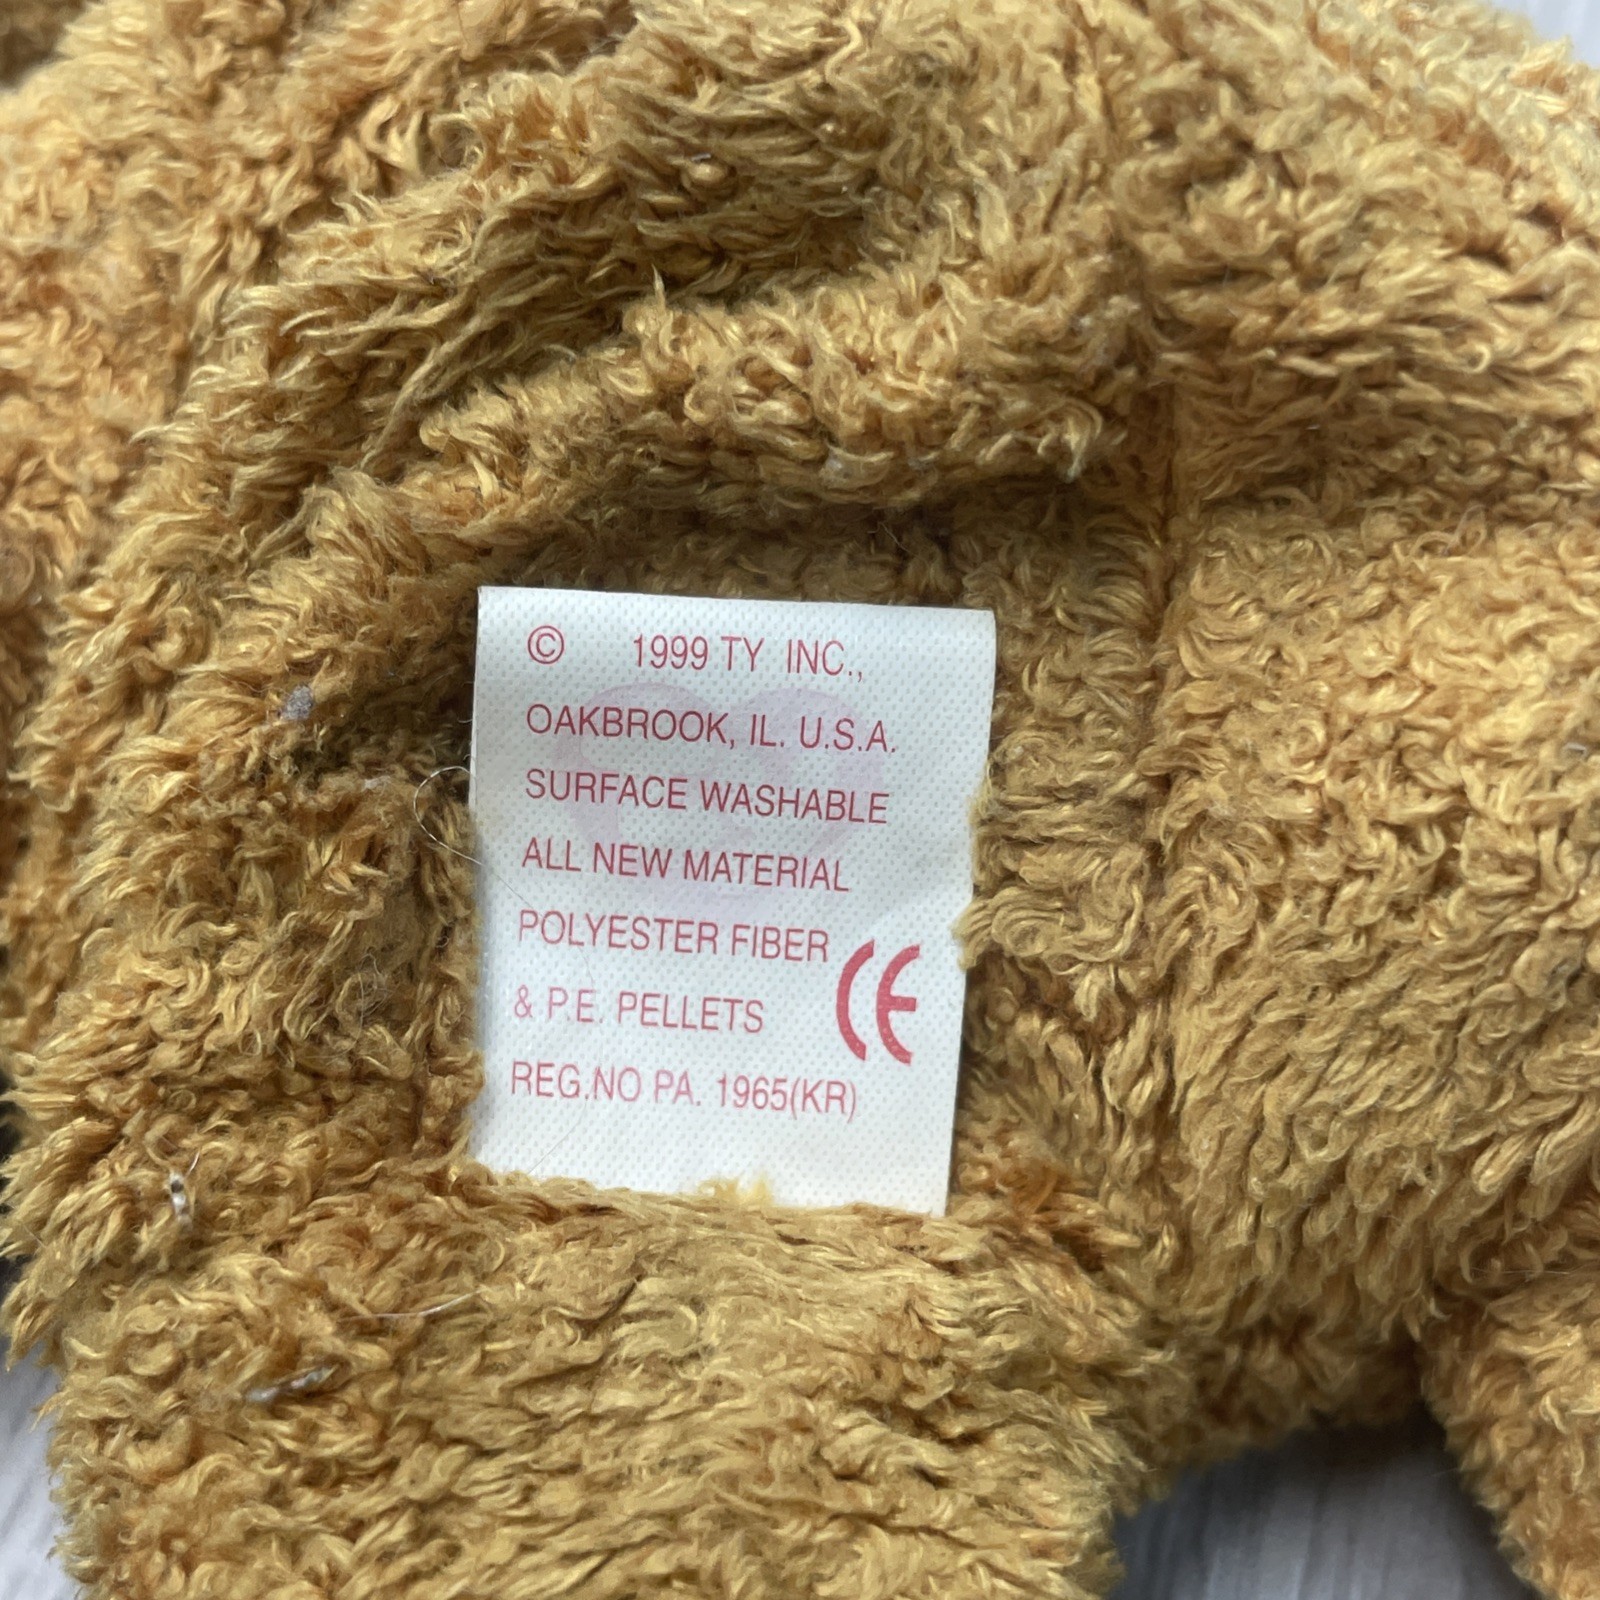 © 1999 TY INC.,
OAKBROOK, IL. U.S.A.
SURFACE WASHABLE
ALL NEW MATERIAL
POLYESTER FIBER
& P.E. PELLETS
CE
REG.NO PA. 1965(KR)